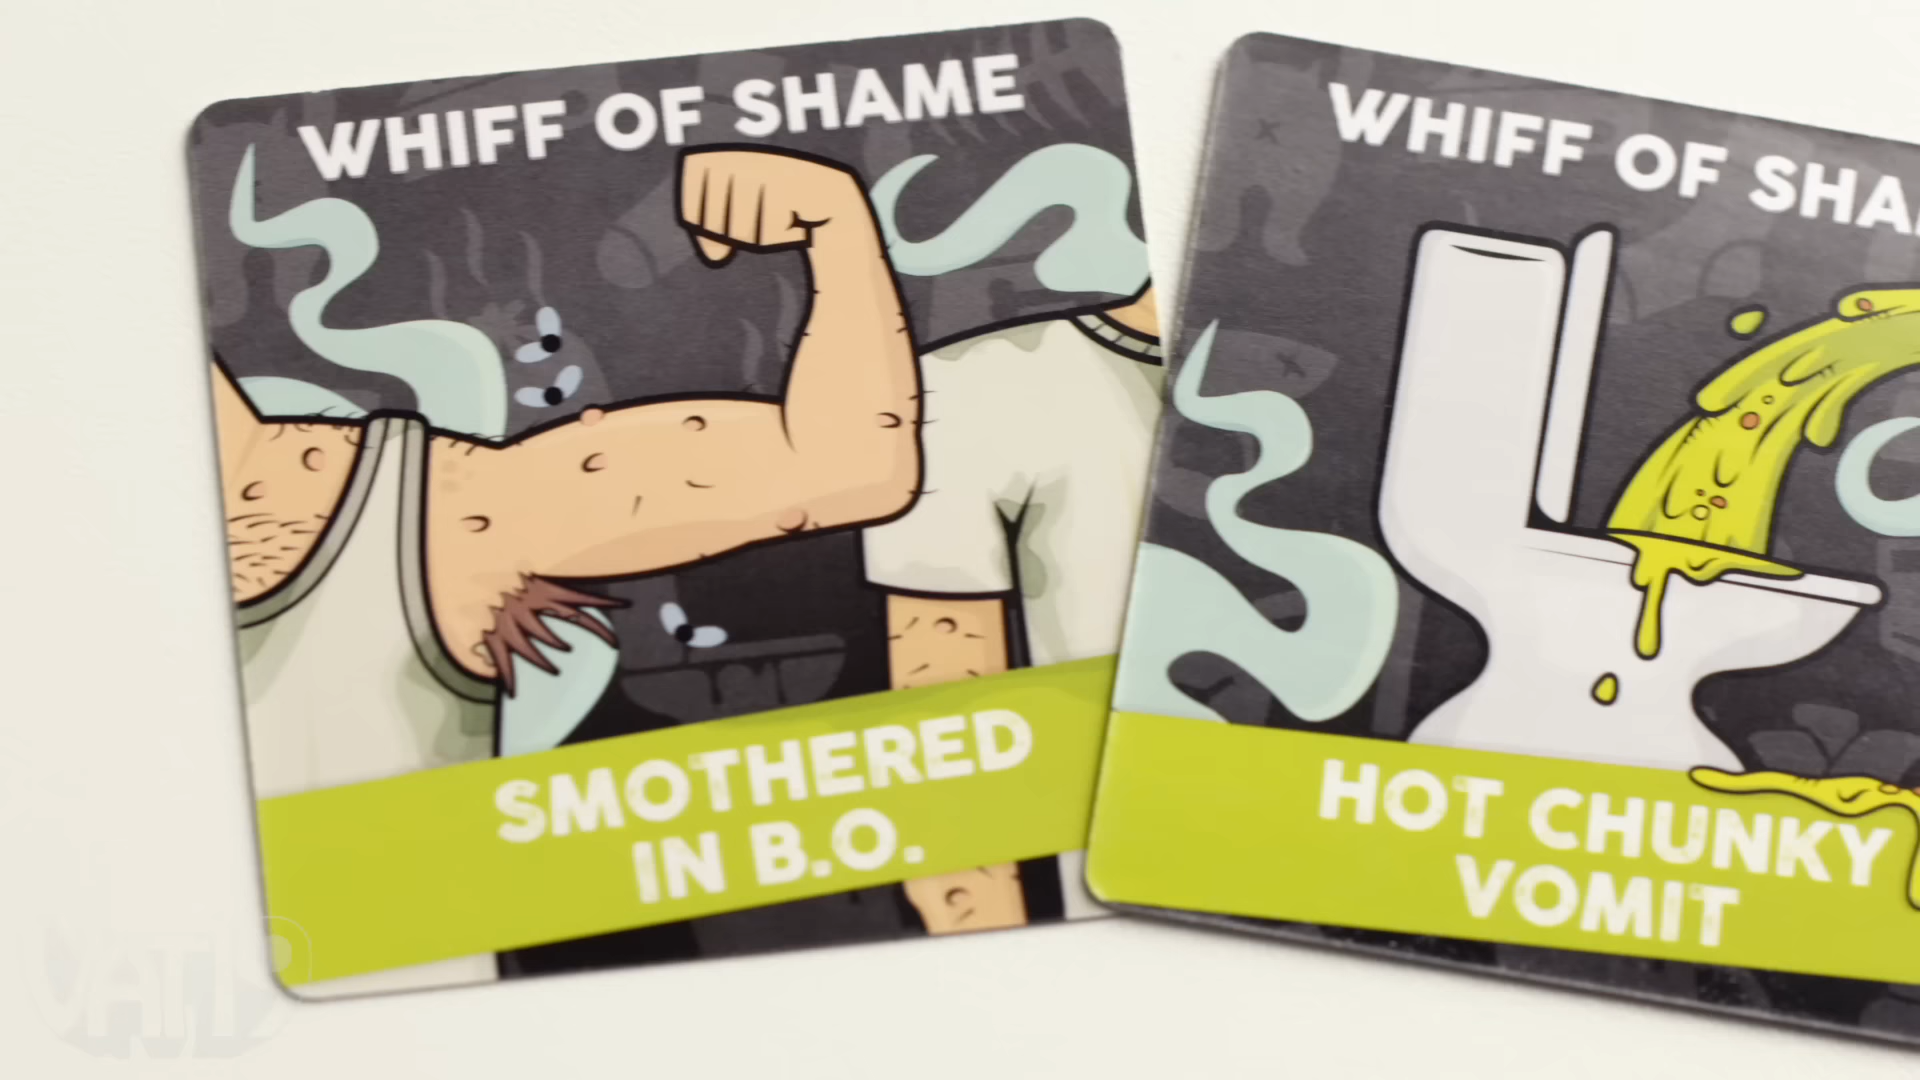 WHIFF OF SHAME
SMOTHERED
IN B.O.
WHIFF OF SHA
HOT CHUNKY
VOMIT